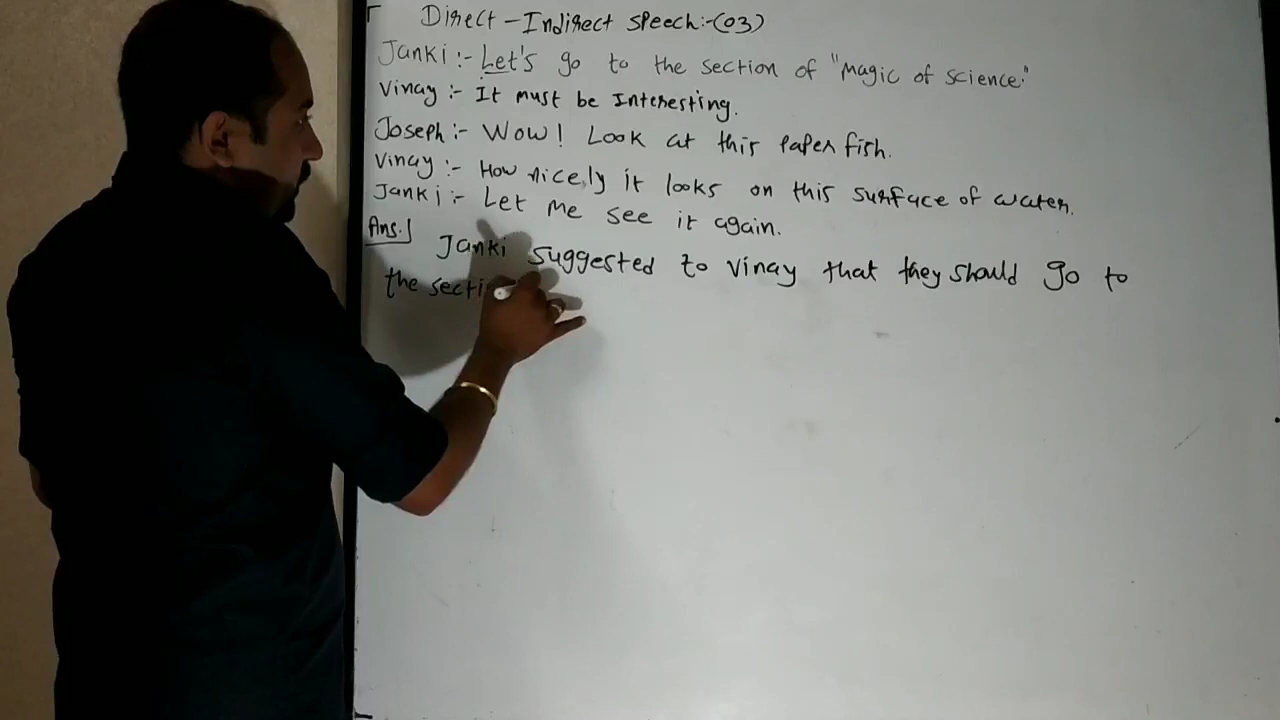 Direct - Indirect speech:-(03)
Janki :- Let's go to the section of "magic of science."
Vinay :- It must be Interesting.
Joseph :- Wow! Look at this Paper fish.
Vinay :- How nicely it looks on this surface of water.
Janki :- Let me see it again.
Ans.] Janki suggested to Vinay that they should go to
the secti